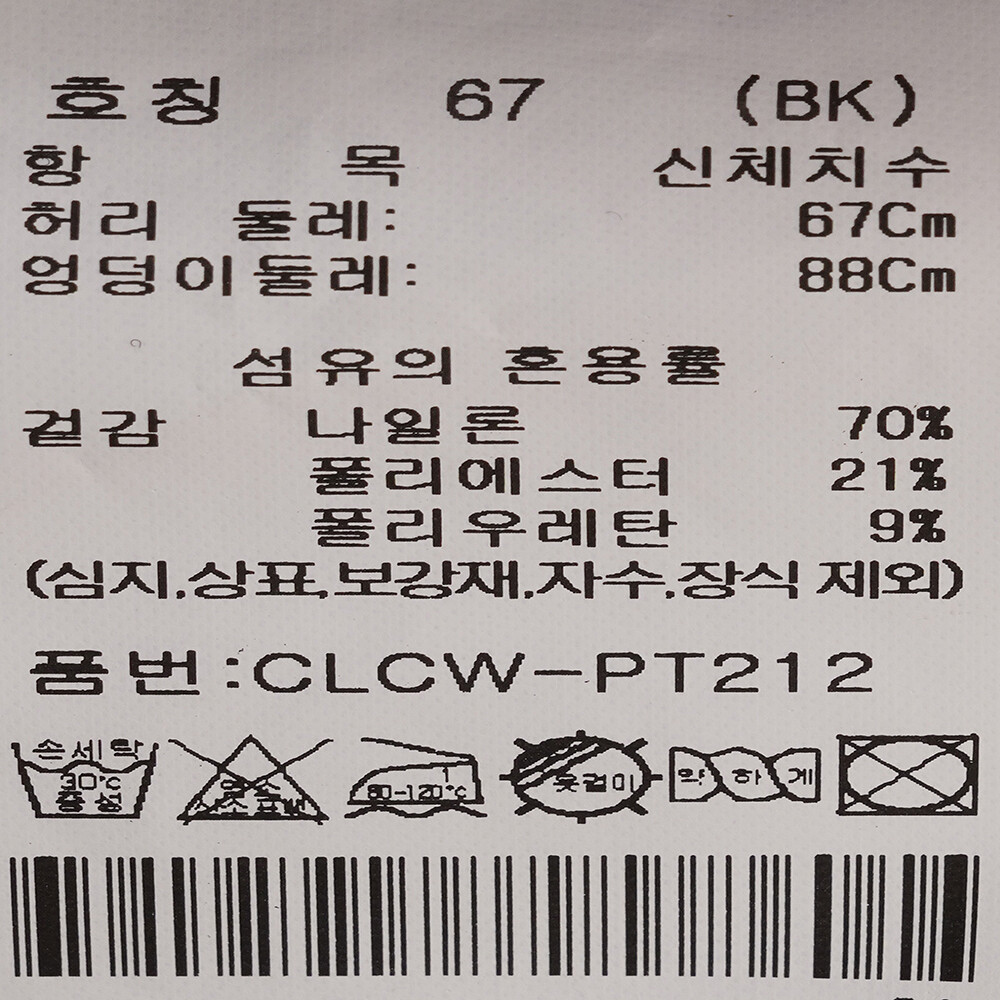 호칭 67 (BK)
항 목 신체치수
허리 둘레: 67Cm
엉덩이둘레: 88Cm
섬유의 혼용률
겉감 나일론 70%
폴리에스터 21%
폴리우레탄 9%
(심지,상표,보강재,자수,장식 제외)
품번:CLCW-PT212
손세탁 30℃ 중성
염소
1 80-120℃
옷걸이
약하게